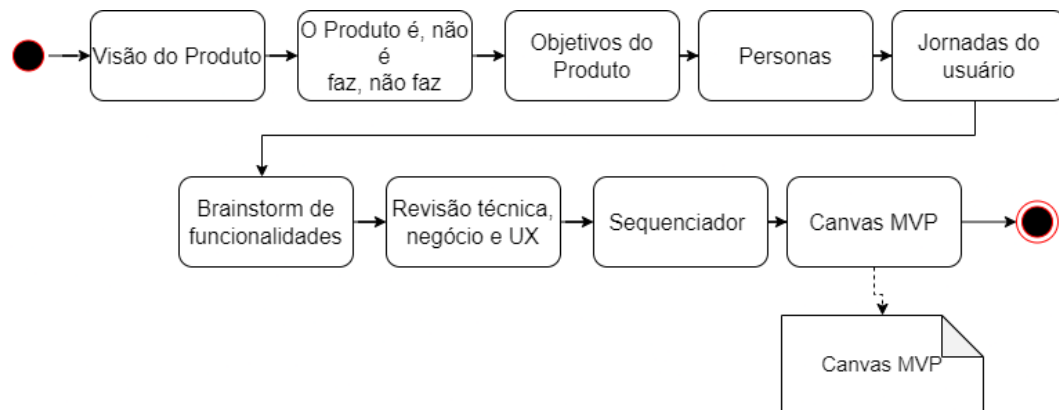 Visão do Produto
O Produto é, não
é
faz, não faz
Objetivos do
Produto
Personas
Jornadas do
usuário
Brainstorm de
funcionalidades
Revisão técnica,
negócio e UX
Sequenciador
Canvas MVP
Canvas MVP